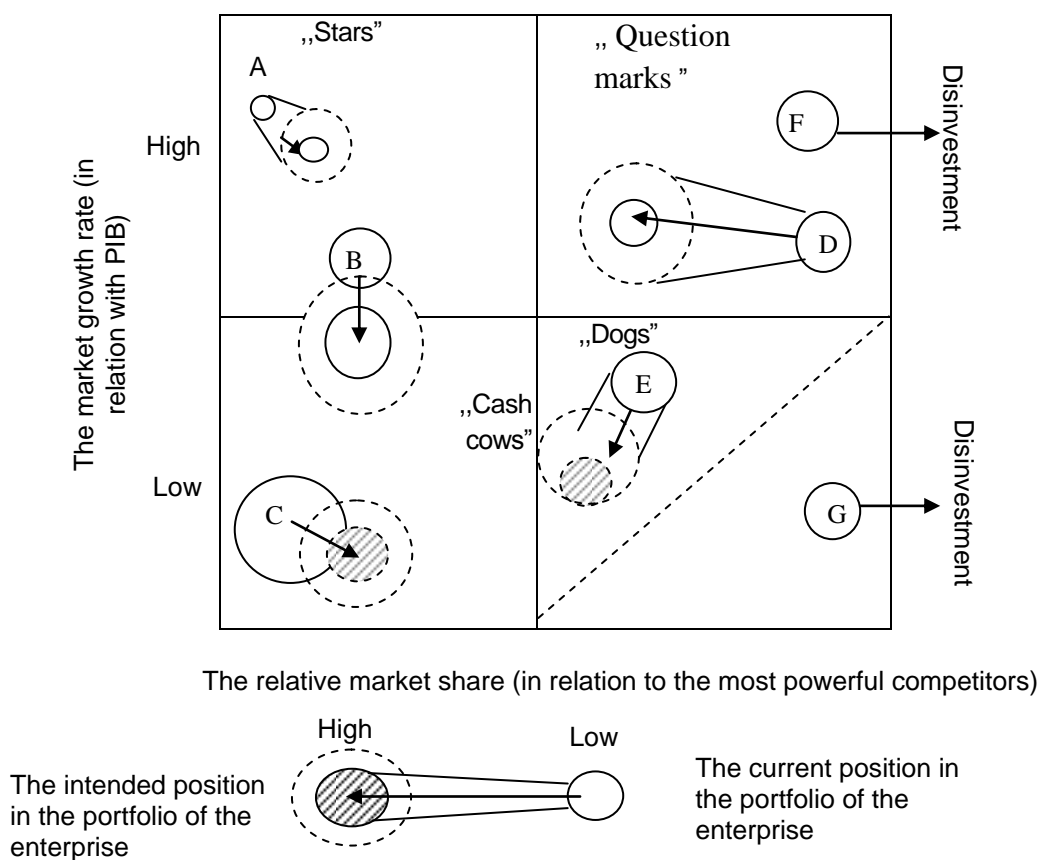 ,,Stars”
,, Question
marks ”
A
F
Disinvestment
High
The market growth rate (in
relation with PIB)
D
B
,,Dogs”
E
,,Cash
cows”
Low
C
G
Disinvestment
The relative market share (in relation to the most powerful competitors)
High
Low
The intended position
in the portfolio of the
enterprise
The current position in
the portfolio of the
enterprise